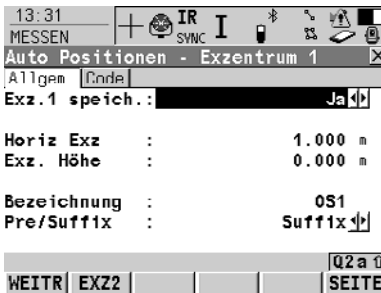 13:31
MESSEN
IR
SYNC
I
Auto Positionen - Exzentrum 1 X
Allgem Code
Exz.1 speich.: Ja
Horiz Exz : 1.000 m
Exz. Höhe : 0.000 m
Bezeichnung : OS1
Pre/Suffix : Suffix
Q2a⇧
WEITR EXZ2 SEITE